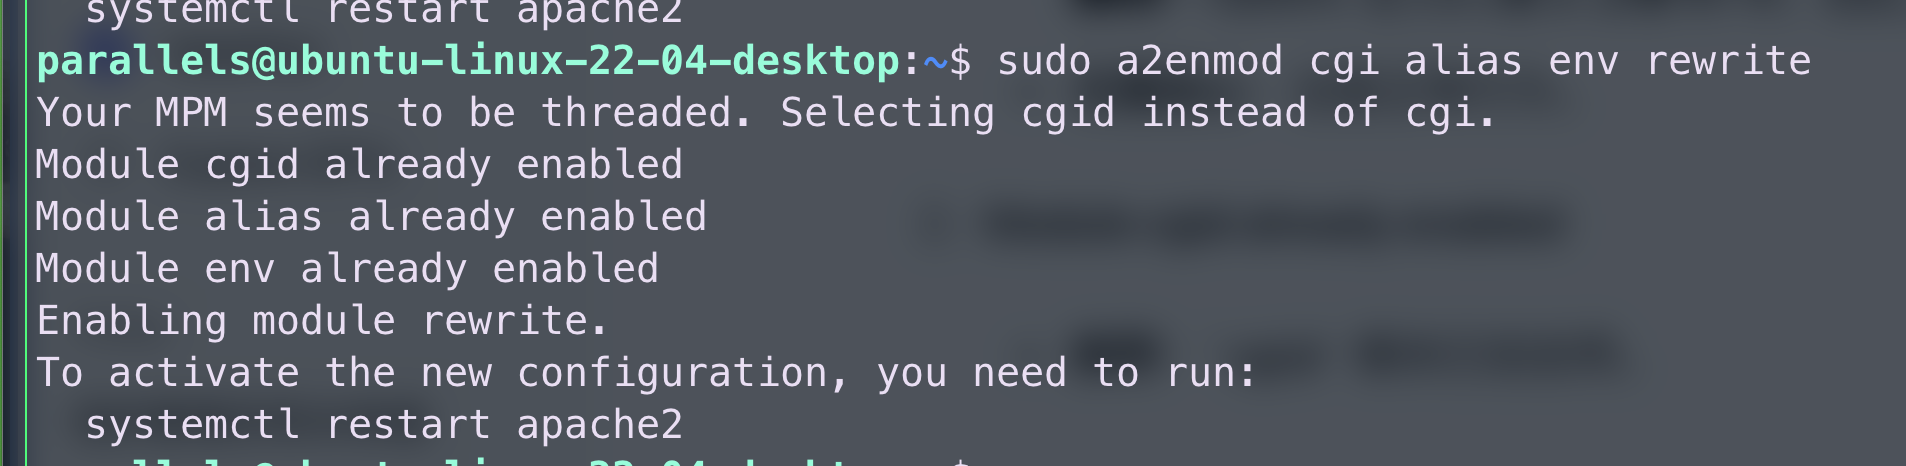 systemctl restart apache2
parallels@ubuntu-linux-22-04-desktop:~$ sudo a2enmod cgi alias env rewrite
Your MPM seems to be threaded. Selecting cgid instead of cgi.
Module cgid already enabled
Module alias already enabled
Module env already enabled
Enabling module rewrite.
To activate the new configuration, you need to run:
  systemctl restart apache2